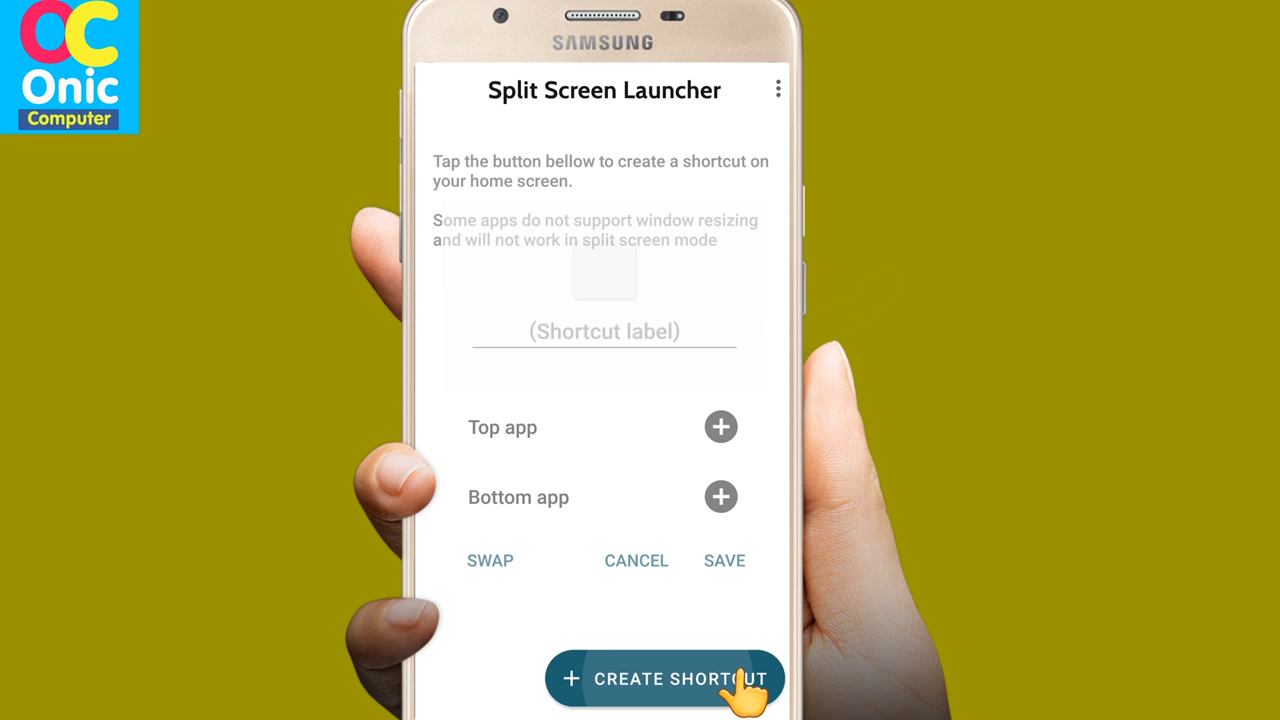 OC
Onic
Computer
SAMSUNG
Split Screen Launcher
Tap the button bellow to create a shortcut on
your home screen.
Some apps do not support window resizing
and will not work in split screen mode
(Shortcut label)
Top app
Bottom app
SWAP CANCEL SAVE
+ CREATE SHORTCUT